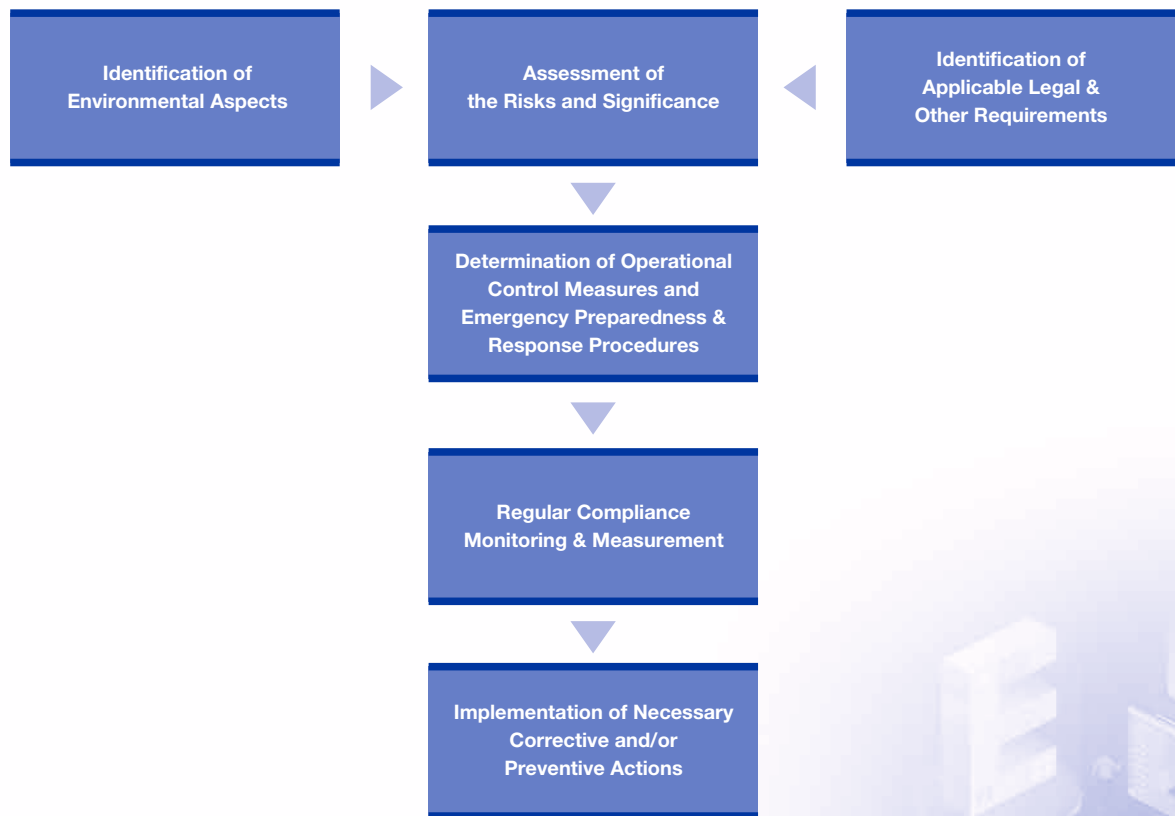 Identification of
Environmental Aspects
Assessment of
the Risks and Significance
Identification of
Applicable Legal &
Other Requirements
Determination of Operational
Control Measures and
Emergency Preparedness &
Response Procedures
Regular Compliance
Monitoring & Measurement
Implementation of Necessary
Corrective and/or
Preventive Actions
E